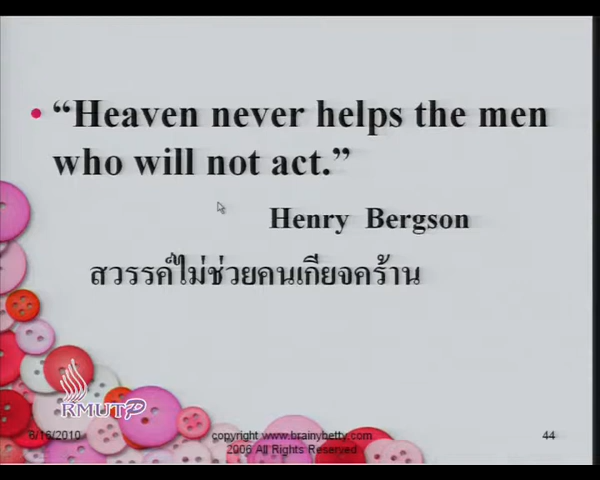 • “Heaven never helps the men
who will not act.”
Henry Bergson
สวรรค์ไม่ช่วยคนเกียจคร้าน
RMUTP
6/16/2010
copyright www.brainybetty.com
2006 All Rights Reserved
44